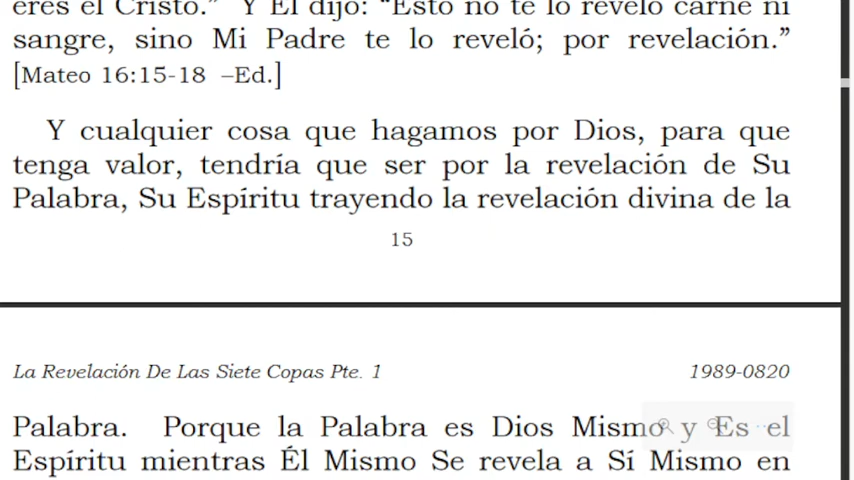 eres el Cristo.” Y Él dijo: “Esto no te lo reveló carne ni
sangre, sino Mi Padre te lo reveló; por revelación.”
[Mateo 16:15-18 –Ed.]
Y cualquier cosa que hagamos por Dios, para que
tenga valor, tendría que ser por la revelación de Su
Palabra, Su Espíritu trayendo la revelación divina de la
15
La Revelación De Las Siete Copas Pte. 1 1989-0820
Palabra. Porque la Palabra es Dios Mismo y Es el
Espíritu mientras Él Mismo Se revela a Sí Mismo en